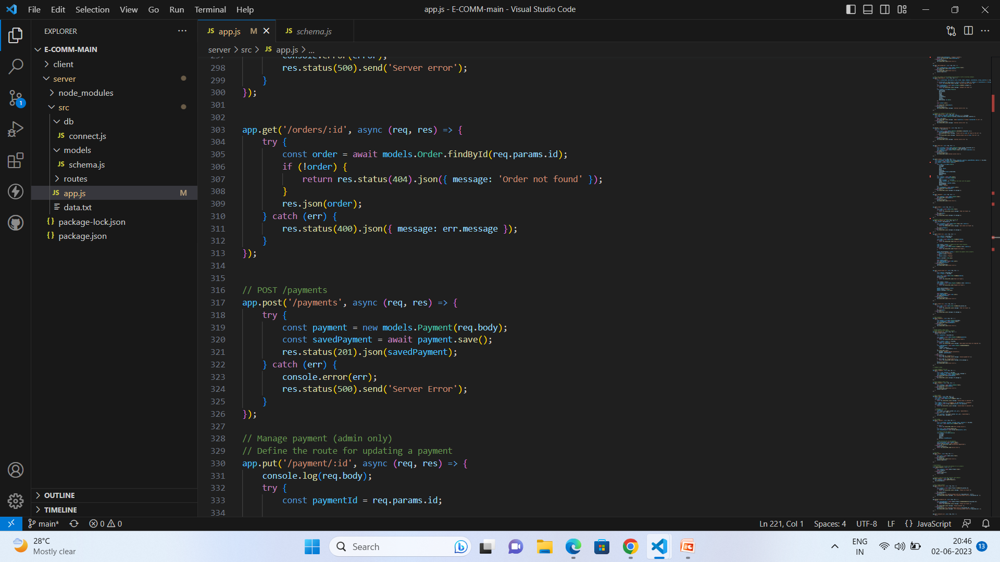 File Edit Selection View Go Run Terminal Help
app.js - E-COMM-main - Visual Studio Code
EXPLORER
E-COMM-MAIN
client
server
node_modules
src
db
JS connect.js
models
JS schema.js
routes
JS app.js M
data.txt
{} package-lock.json
{} package.json
OUTLINE
TIMELINE
1
JS app.js M
JS schema.js
server > src > JS app.js > ...
297 console.error(error);
298 res.status(500).send('Server error');
299 }
300 });
301
302
303 app.get('/orders/:id', async (req, res) => {
304 try {
305 const order = await models.Order.findById(req.params.id);
306 if (!order) {
307 return res.status(404).json({ message: 'Order not found' });
308 }
309 res.json(order);
310 } catch (err) {
311 res.status(400).json({ message: err.message });
312 }
313 });
314
315
316 // POST /payments
317 app.post('/payments', async (req, res) => {
318 try {
319 const payment = new models.Payment(req.body);
320 const savedPayment = await payment.save();
321 res.status(201).json(savedPayment);
322 } catch (err) {
323 console.error(err);
324 res.status(500).send('Server Error');
325 }
326 });
327
328 // Manage payment (admin only)
329 // Define the route for updating a payment
330 app.put('/payment/:id', async (req, res) => {
331 console.log(req.body);
332 try {
333 const paymentId = req.params.id;
334
main* 0 0
Ln 221, Col 1 Spaces: 4 UTF-8 LF {} JavaScript
28°C
Mostly clear
Search
ENG
IN
20:46
02-06-2023
13